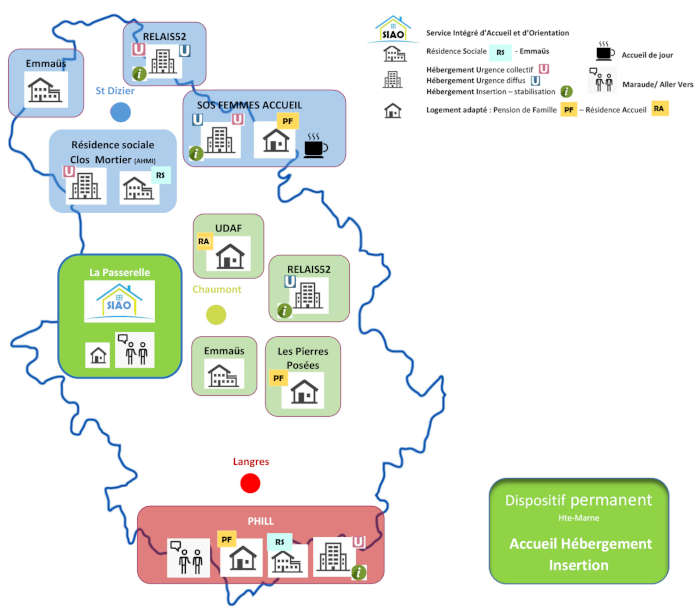 RELAIS52
U
U
i
Emmaüs
St Dizier
SOS FEMMES ACCUEIL
U
U
i
PF
Résidence sociale
Clos Mortier (AHMI)
U
RS
SIAO
Service Intégré d'Accueil et d'Orientation
Résidence Sociale RS - Emmaüs
Accueil de jour
Hébergement Urgence collectif U
Hébergement Urgence diffus U
Hébergement Insertion – stabilisation i
Maraude/ Aller Vers
Logement adapté : Pension de Famille PF – Résidence Accueil RA
UDAF
RA
La Passerelle
SIAO
RELAIS52
U
i
Chaumont
Emmaüs
Les Pierres
Posées
PF
Langres
PHILL
PF
RS
U
i
Dispositif permanent
Hte-Marne
Accueil Hébergement
Insertion